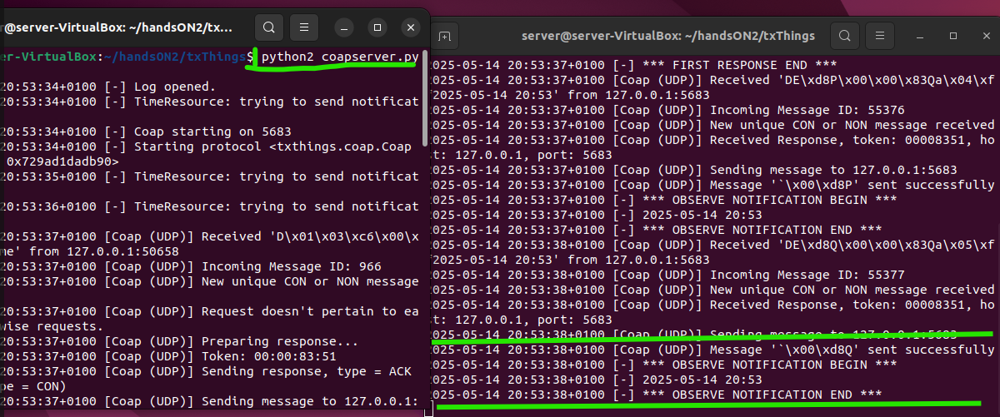 er@server-VirtualBox: ~/handsON2/tx...
er-VirtualBox:~/handsON2/txThings$ python2 coapserver.py
20:53:34+0100 [-] Log opened.
20:53:34+0100 [-] TimeResource: trying to send notificat
20:53:34+0100 [-] Coap starting on 5683
20:53:34+0100 [-] Starting protocol <txthings.coap.Coap
0x729ad1dadb90>
20:53:35+0100 [-] TimeResource: trying to send notificat
20:53:36+0100 [-] TimeResource: trying to send notificat
20:53:37+0100 [Coap (UDP)] Received 'D\x01\x03\xc6\x00\x
me' from 127.0.0.1:50658
20:53:37+0100 [Coap (UDP)] Incoming Message ID: 966
20:53:37+0100 [Coap (UDP)] New unique CON or NON message
20:53:37+0100 [Coap (UDP)] Request doesn't pertain to ea
wise requests.
20:53:37+0100 [Coap (UDP)] Preparing response...
20:53:37+0100 [Coap (UDP)] Token: 00:00:83:51
20:53:37+0100 [Coap (UDP)] Sending response, type = ACK
pe = CON)
20:53:37+0100 [Coap (UDP)] Sending message to 127.0.0.1:
server@server-VirtualBox: ~/handsON2/txThings
2025-05-14 20:53:37+0100 [-] *** FIRST RESPONSE END ***
2025-05-14 20:53:37+0100 [Coap (UDP)] Received 'DE\xd8P\x00\x00\x83Qa\x04\xf
f2025-05-14 20:53' from 127.0.0.1:5683
2025-05-14 20:53:37+0100 [Coap (UDP)] Incoming Message ID: 55376
2025-05-14 20:53:37+0100 [Coap (UDP)] New unique CON or NON message received
2025-05-14 20:53:37+0100 [Coap (UDP)] Received Response, token: 00008351, ho
st: 127.0.0.1, port: 5683
2025-05-14 20:53:37+0100 [Coap (UDP)] Sending message to 127.0.0.1:5683
2025-05-14 20:53:37+0100 [Coap (UDP)] Message '`\x00\xd8P' sent successfully
2025-05-14 20:53:37+0100 [-] *** OBSERVE NOTIFICATION BEGIN ***
2025-05-14 20:53:37+0100 [-] 2025-05-14 20:53
2025-05-14 20:53:37+0100 [-] *** OBSERVE NOTIFICATION END ***
2025-05-14 20:53:38+0100 [Coap (UDP)] Received 'DE\xd8Q\x00\x00\x83Qa\x05\xf
f2025-05-14 20:53' from 127.0.0.1:5683
2025-05-14 20:53:38+0100 [Coap (UDP)] Incoming Message ID: 55377
2025-05-14 20:53:38+0100 [Coap (UDP)] New unique CON or NON message received
2025-05-14 20:53:38+0100 [Coap (UDP)] Received Response, token: 00008351, ho
st: 127.0.0.1, port: 5683
2025-05-14 20:53:38+0100 [Coap (UDP)] Sending message to 127.0.0.1:5683
2025-05-14 20:53:38+0100 [Coap (UDP)] Message '`\x00\xd8Q' sent successfully
2025-05-14 20:53:38+0100 [-] *** OBSERVE NOTIFICATION BEGIN ***
2025-05-14 20:53:38+0100 [-] 2025-05-14 20:53
2025-05-14 20:53:38+0100 [-] *** OBSERVE NOTIFICATION END ***